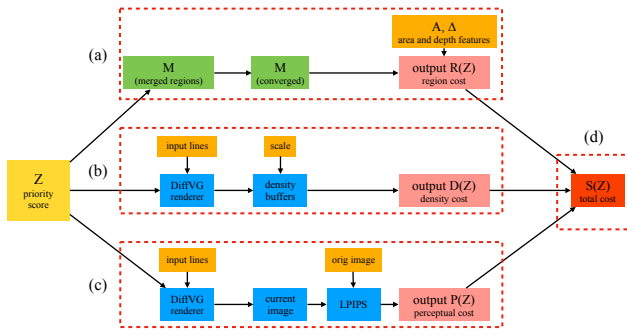 A, Δ
area and depth features
(a)
M
(merged regions)
M
(converged)
output R(Z)
region cost
(d)
input lines
scale
(b)
Z
priority
score
DiffVG
renderer
density
buffers
output D(Z)
density cost
S(Z)
total cost
input lines
orig image
(c)
DiffVG
renderer
current
image
LPIPS
output P(Z)
perceptual cost